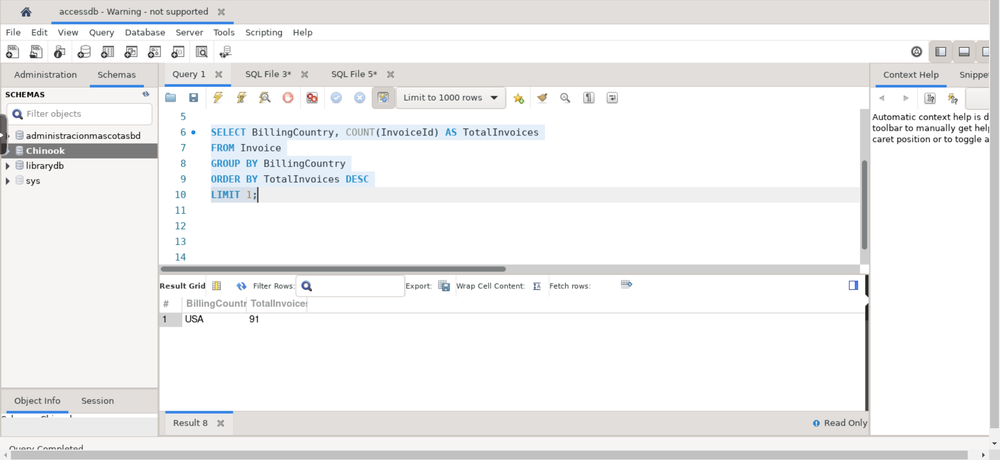 accessdb - Warning - not supported
File Edit View Query Database Server Tools Scripting Help
Administration Schemas
Query 1 SQL File 3* SQL File 5*
Context Help
SCHEMAS
Filter objects
Limit to 1000 rows
administracionmascotasbd
Chinook
librarydb
sys
5
6 SELECT BillingCountry, COUNT(InvoiceId) AS TotalInvoices
7 FROM Invoice
8 GROUP BY BillingCountry
9 ORDER BY TotalInvoices DESC
10 LIMIT 1;
11
12
13
14
Automatic context help is d
toolbar to manually get help
caret position or to toggle a
Result Grid Filter Rows: Export: Wrap Cell Content: Fetch rows:
# BillingCountr TotalInvoices
1 USA 91
Object Info Session
Result 8
Read Only
Query Completed